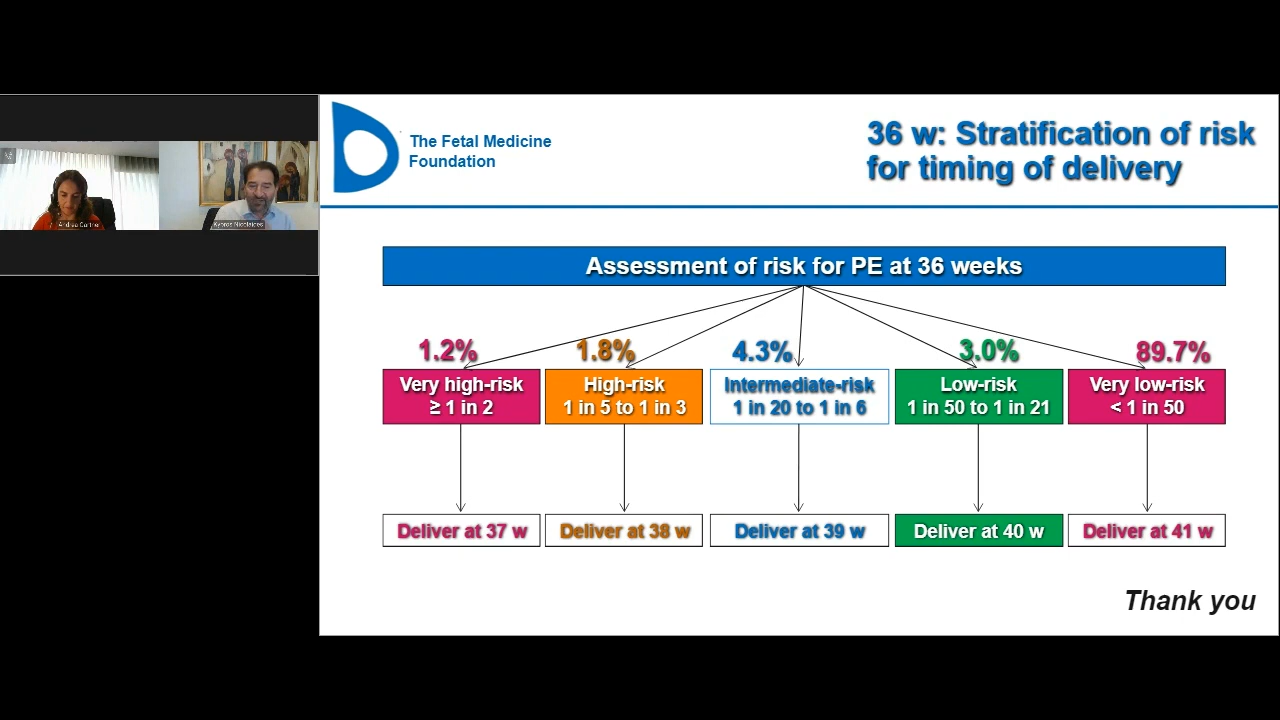 The Fetal Medicine
Foundation
36 w: Stratification of risk
for timing of delivery
Kypros Nicolaides
Assessment of risk for PE at 36 weeks
1.2%
1.8%
4.3%
3.0%
89.7%
Very high-risk
≥ 1 in 2
High-risk
1 in 5 to 1 in 3
Intermediate-risk
1 in 20 to 1 in 6
Low-risk
1 in 50 to 1 in 21
Very low-risk
< 1 in 50
Deliver at 37 w
Deliver at 38 w
Deliver at 39 w
Deliver at 40 w
Deliver at 41 w
Thank you